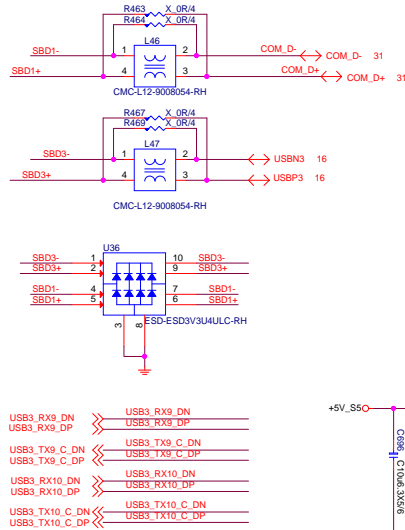 R463 X_0R/4
R464 X_0R/4
L46
SBD1- 1 2 COM_D- COM_D- 31
SBD1+ 4 3 COM_D+ COM_D+ 31
CMC-L12-9008054-RH
R467 X_0R/4
R469 X_0R/4
L47
SBD3- 1 2 USBN3 16
SBD3+ 4 3 USBP3 16
CMC-L12-9008054-RH
U36
SBD3- 1 10 SBD3-
SBD3+ 2 9 SBD3+
SBD1- 4 7 SBD1-
SBD1+ 5 6 SBD1+
3 8 ESD-ESD3V3U4ULC-RH
USB3_RX9_DN USB3_RX9_DN
USB3_RX9_DP USB3_RX9_DP
USB3_TX9_C_DN USB3_TX9_C_DN
USB3_TX9_C_DP USB3_TX9_C_DP
USB3_RX10_DN USB3_RX10_DN
USB3_RX10_DP USB3_RX10_DP
USB3_TX10_C_DN USB3_TX10_C_DN
USB3_TX10_C_DP USB3_TX10_C_DP
+5V_S5
C696 C10u6.3X5/6